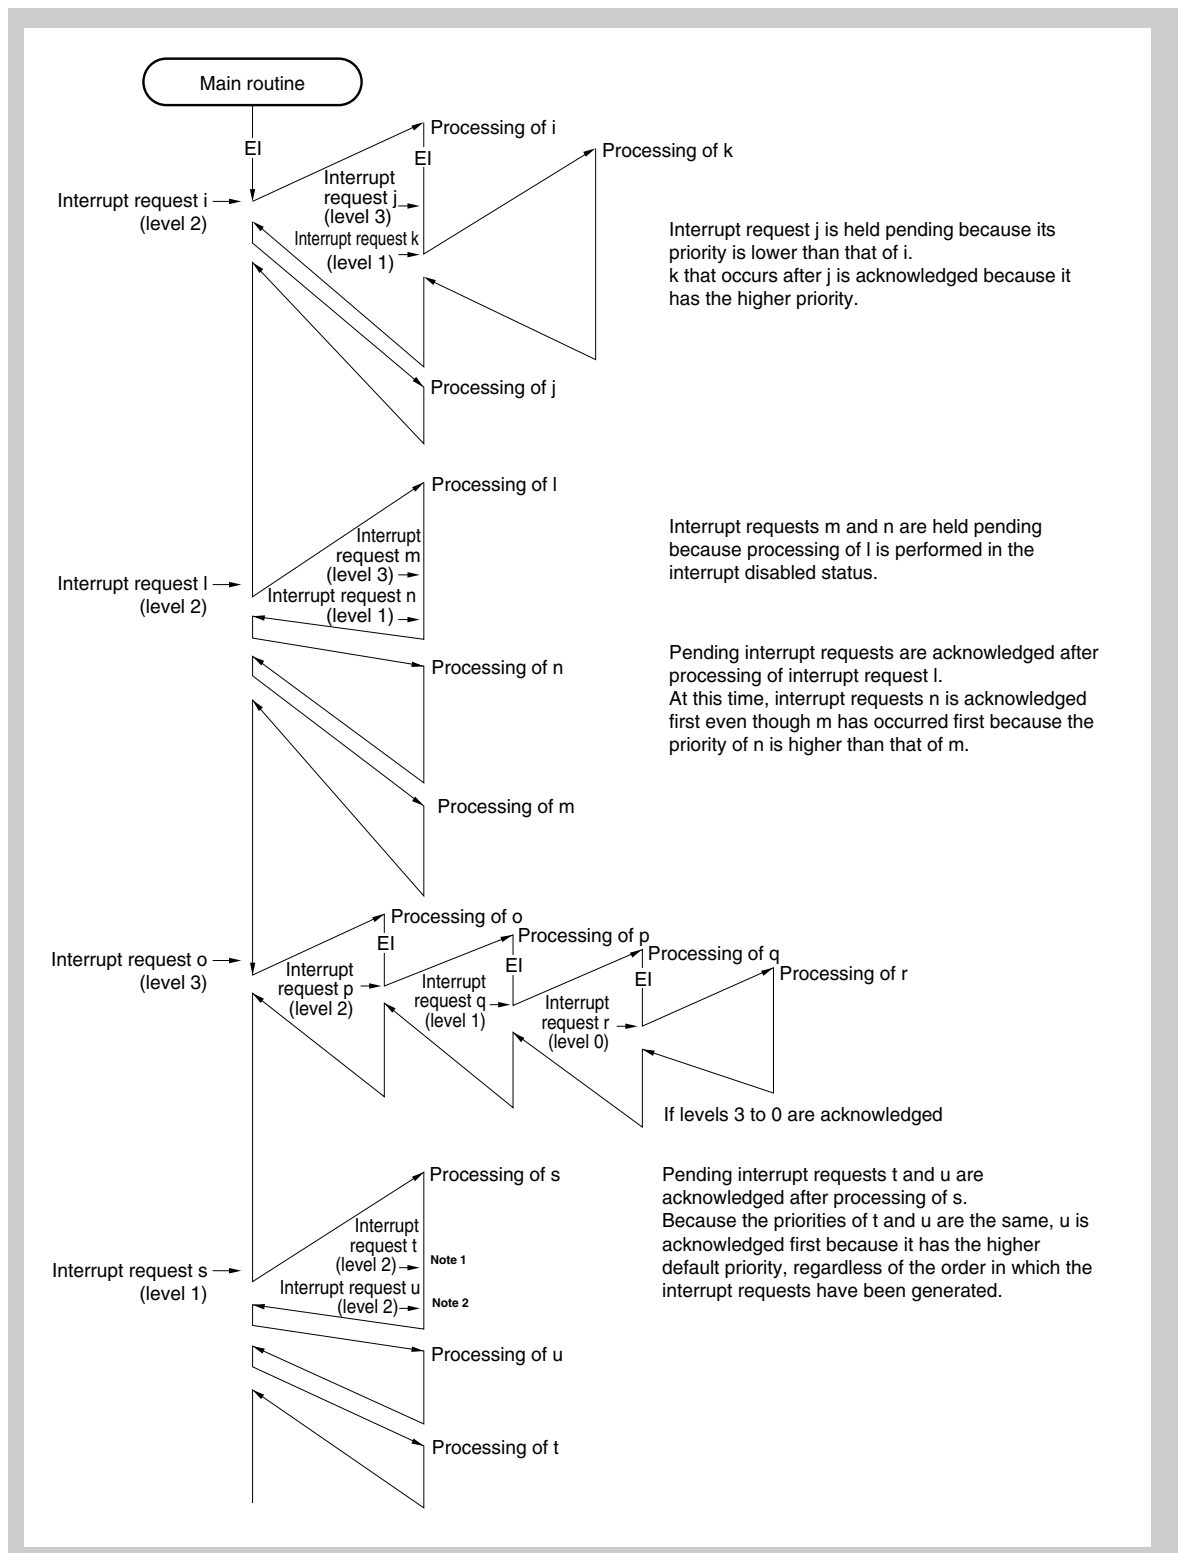 Main routine
EI
Processing of i
EI
Processing of k
Interrupt request i
(level 2)
Interrupt
request j
(level 3)
Interrupt request k
(level 1)
Interrupt request j is held pending because its
priority is lower than that of i.
k that occurs after j is acknowledged because it
has the higher priority.
Processing of j
Processing of l
Interrupt request l
(level 2)
Interrupt
request m
(level 3)
Interrupt request n
(level 1)
Interrupt requests m and n are held pending
because processing of l is performed in the
interrupt disabled status.
Processing of n
Pending interrupt requests are acknowledged after
processing of interrupt request l.
At this time, interrupt requests n is acknowledged
first even though m has occurred first because the
priority of n is higher than that of m.
Processing of m
Processing of o
EI
Processing of p
EI
Processing of q
EI
Processing of r
Interrupt request o
(level 3)
Interrupt
request p
(level 2)
Interrupt
request q
(level 1)
Interrupt
request r
(level 0)
If levels 3 to 0 are acknowledged
Processing of s
Interrupt request s
(level 1)
Interrupt
request t
(level 2)
Note 1
Interrupt request u
(level 2)
Note 2
Pending interrupt requests t and u are
acknowledged after processing of s.
Because the priorities of t and u are the same, u is
acknowledged first because it has the higher
default priority, regardless of the order in which the
interrupt requests have been generated.
Processing of u
Processing of t